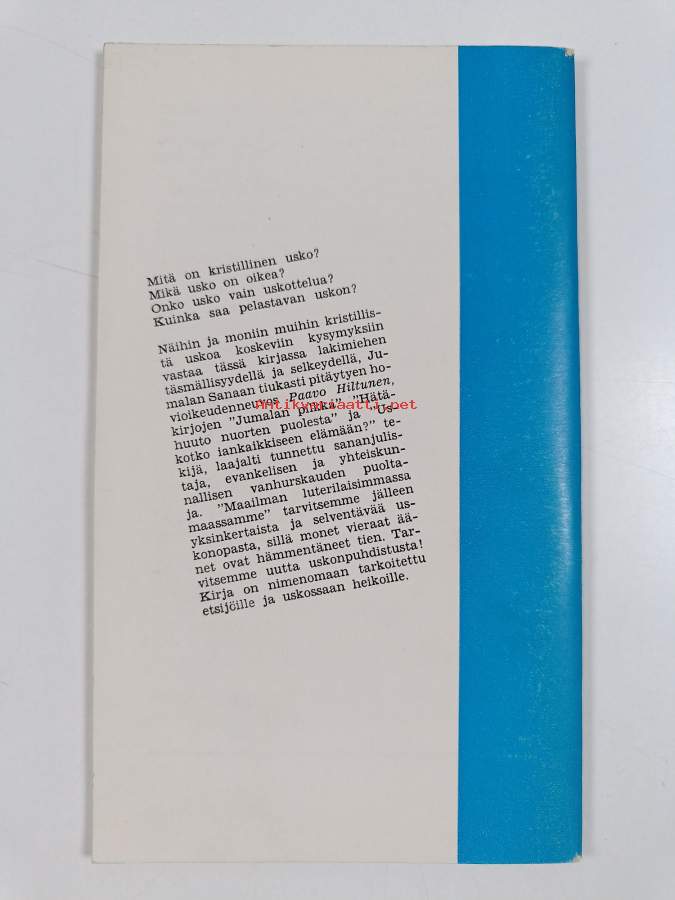 Mitä on kristillinen usko?
Mikä usko on oikea?
Onko usko vain uskottelua?
Kuinka saa pelastavan uskon?
Näihin ja moniin muihin kristillis-
tä uskoa koskeviin kysymyksiin
vastaa tässä kirjassa lakimiehen
täsmällisyydellä ja selkeydellä, Ju-
malan Sanaan tiukasti pitäytyen ho-
vioikeudenneuvos Paavo Hiltunen,
kirjojen "Jumalan pilkka" "Hätä-
huuto nuorten puolesta" ja "Us-
kotko iankaikkiseen elämään?" te-
kijä, laajalti tunnettu sananjulis-
taja, evankelisen ja yhteiskun-
nallisen vanhurskauden puolta-
ja. "Maailman luterilaisimmassa
maassamme" tarvitsemme jälleen
yksinkertaista ja selventävää us-
konopasta, sillä monet vieraat ää-
net ovat hämmentäneet tien. Tar-
vitsemme uutta uskonpuhdistusta!
Kirja on nimenomaan tarkoitettu
etsijöille ja uskossaan heikoille.
Antikvariaatti.net